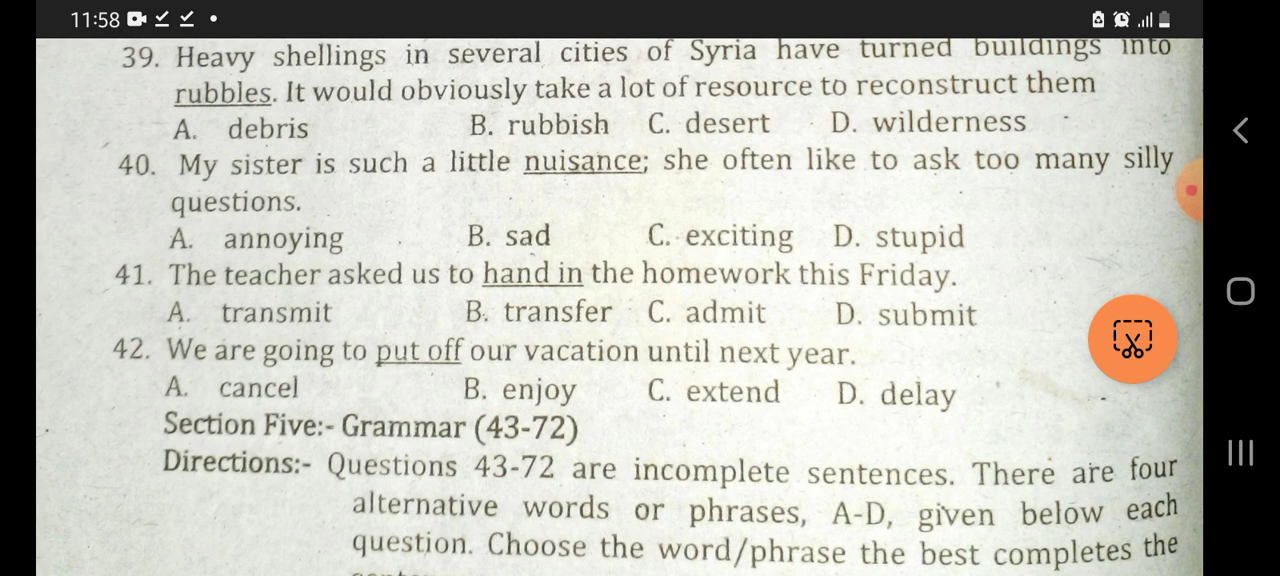 11:58
39. Heavy shellings in several cities of Syria have turned buildings into
rubbles. It would obviously take a lot of resource to reconstruct them
A. debris B. rubbish C. desert D. wilderness
40. My sister is such a little nuisance; she often like to ask too many silly
questions.
A. annoying B. sad C. exciting D. stupid
41. The teacher asked us to hand in the homework this Friday.
A. transmit B. transfer C. admit D. submit
42. We are going to put off our vacation until next year.
A. cancel B. enjoy C. extend D. delay
Section Five:- Grammar (43-72)
Directions:- Questions 43-72 are incomplete sentences. There are four
alternative words or phrases, A-D, given below each
question. Choose the word/phrase the best completes the